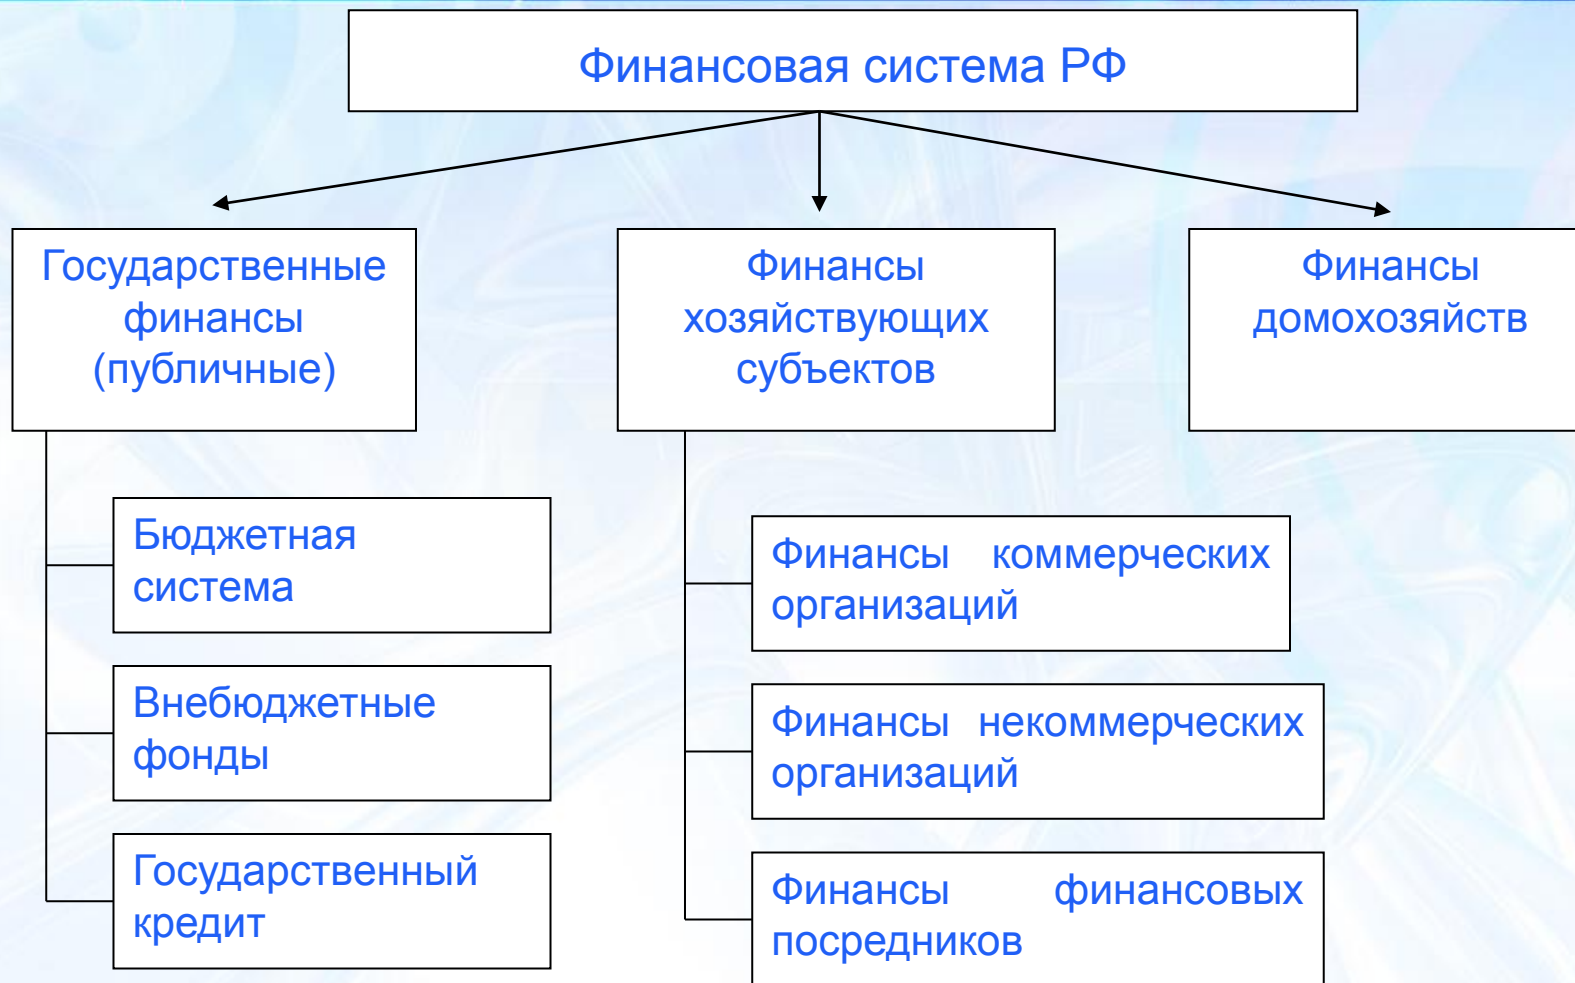 Финансовая система РФ
Государственные
финансы
(публичные)
Финансы
хозяйствующих
субъектов
Финансы
домохозяйств
Бюджетная
система
Внебюджетные
фонды
Государственный
кредит
Финансы коммерческих
организаций
Финансы некоммерческих
организаций
Финансы финансовых
посредников